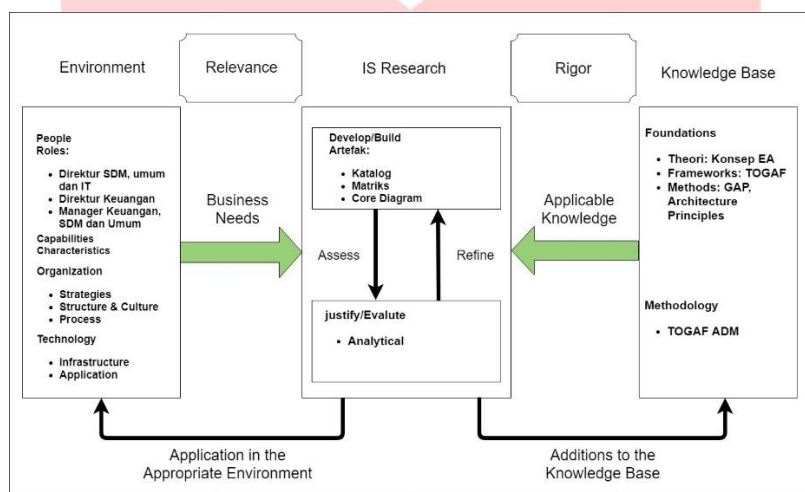 Environment
Relevance
IS Research
Rigor
Knowledge Base
People
Roles:
• Direktur SDM, umum
dan IT
• Direktur Keuangan
• Manager Keuangan,
SDM dan Umum
Capabilities
Characteristics
Organization
• Strategies
• Structure & Culture
• Process
Technology
• Infrastructure
• Application
Business
Needs
Develop/Build
Artefak:
• Katalog
• Matriks
• Core Diagram
Assess
Refine
justify/Evalute
• Analytical
Applicable
Knowledge
Foundations
• Theori: Konsep EA
• Frameworks: TOGAF
• Methods: GAP,
Architecture
Principles
Methodology
• TOGAF ADM
Application in the
Appropriate Environment
Additions to the
Knowledge Base